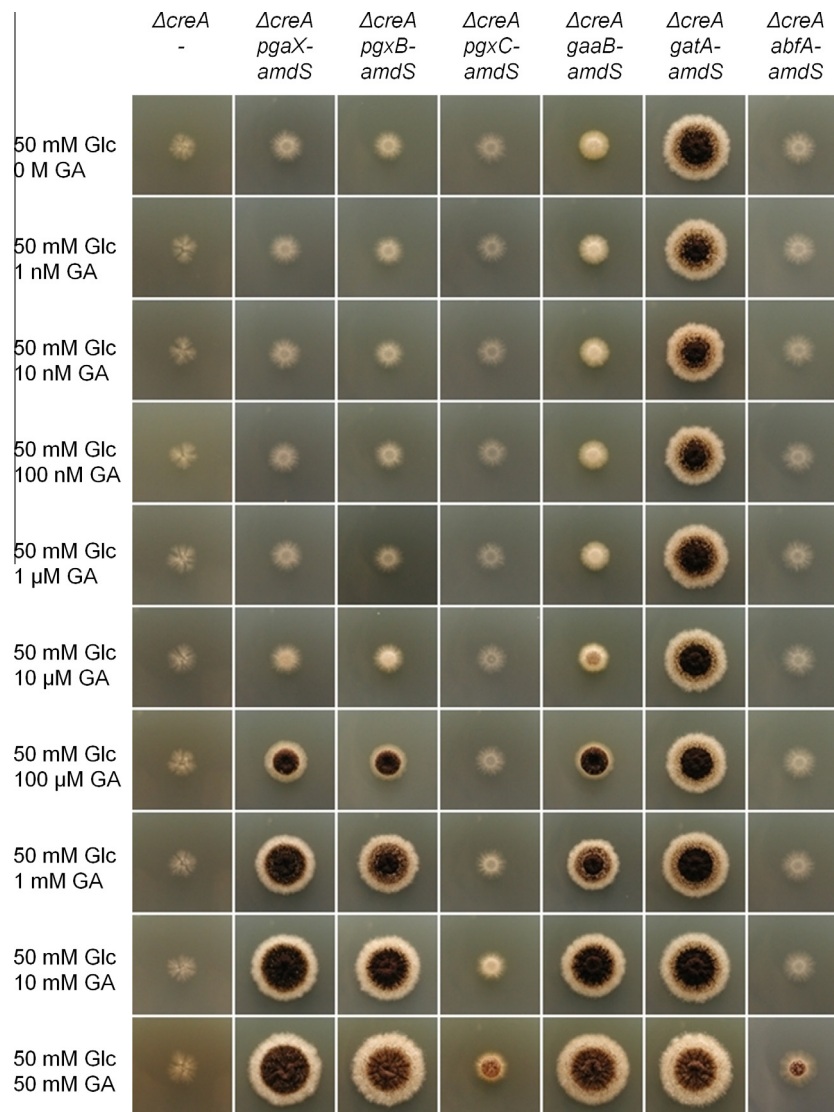 ΔcreA ΔcreA ΔcreA ΔcreA ΔcreA ΔcreA ΔcreA
- pgaX- pgxB- pgxC- gaaB- gatA- abfA-
amdS amdS amdS amdS amdS amdS
50 mM Glc
0 M GA
50 mM Glc
1 nM GA
50 mM Glc
10 nM GA
50 mM Glc
100 nM GA
50 mM Glc
1 µM GA
50 mM Glc
10 µM GA
50 mM Glc
100 µM GA
50 mM Glc
1 mM GA
50 mM Glc
10 mM GA
50 mM Glc
50 mM GA